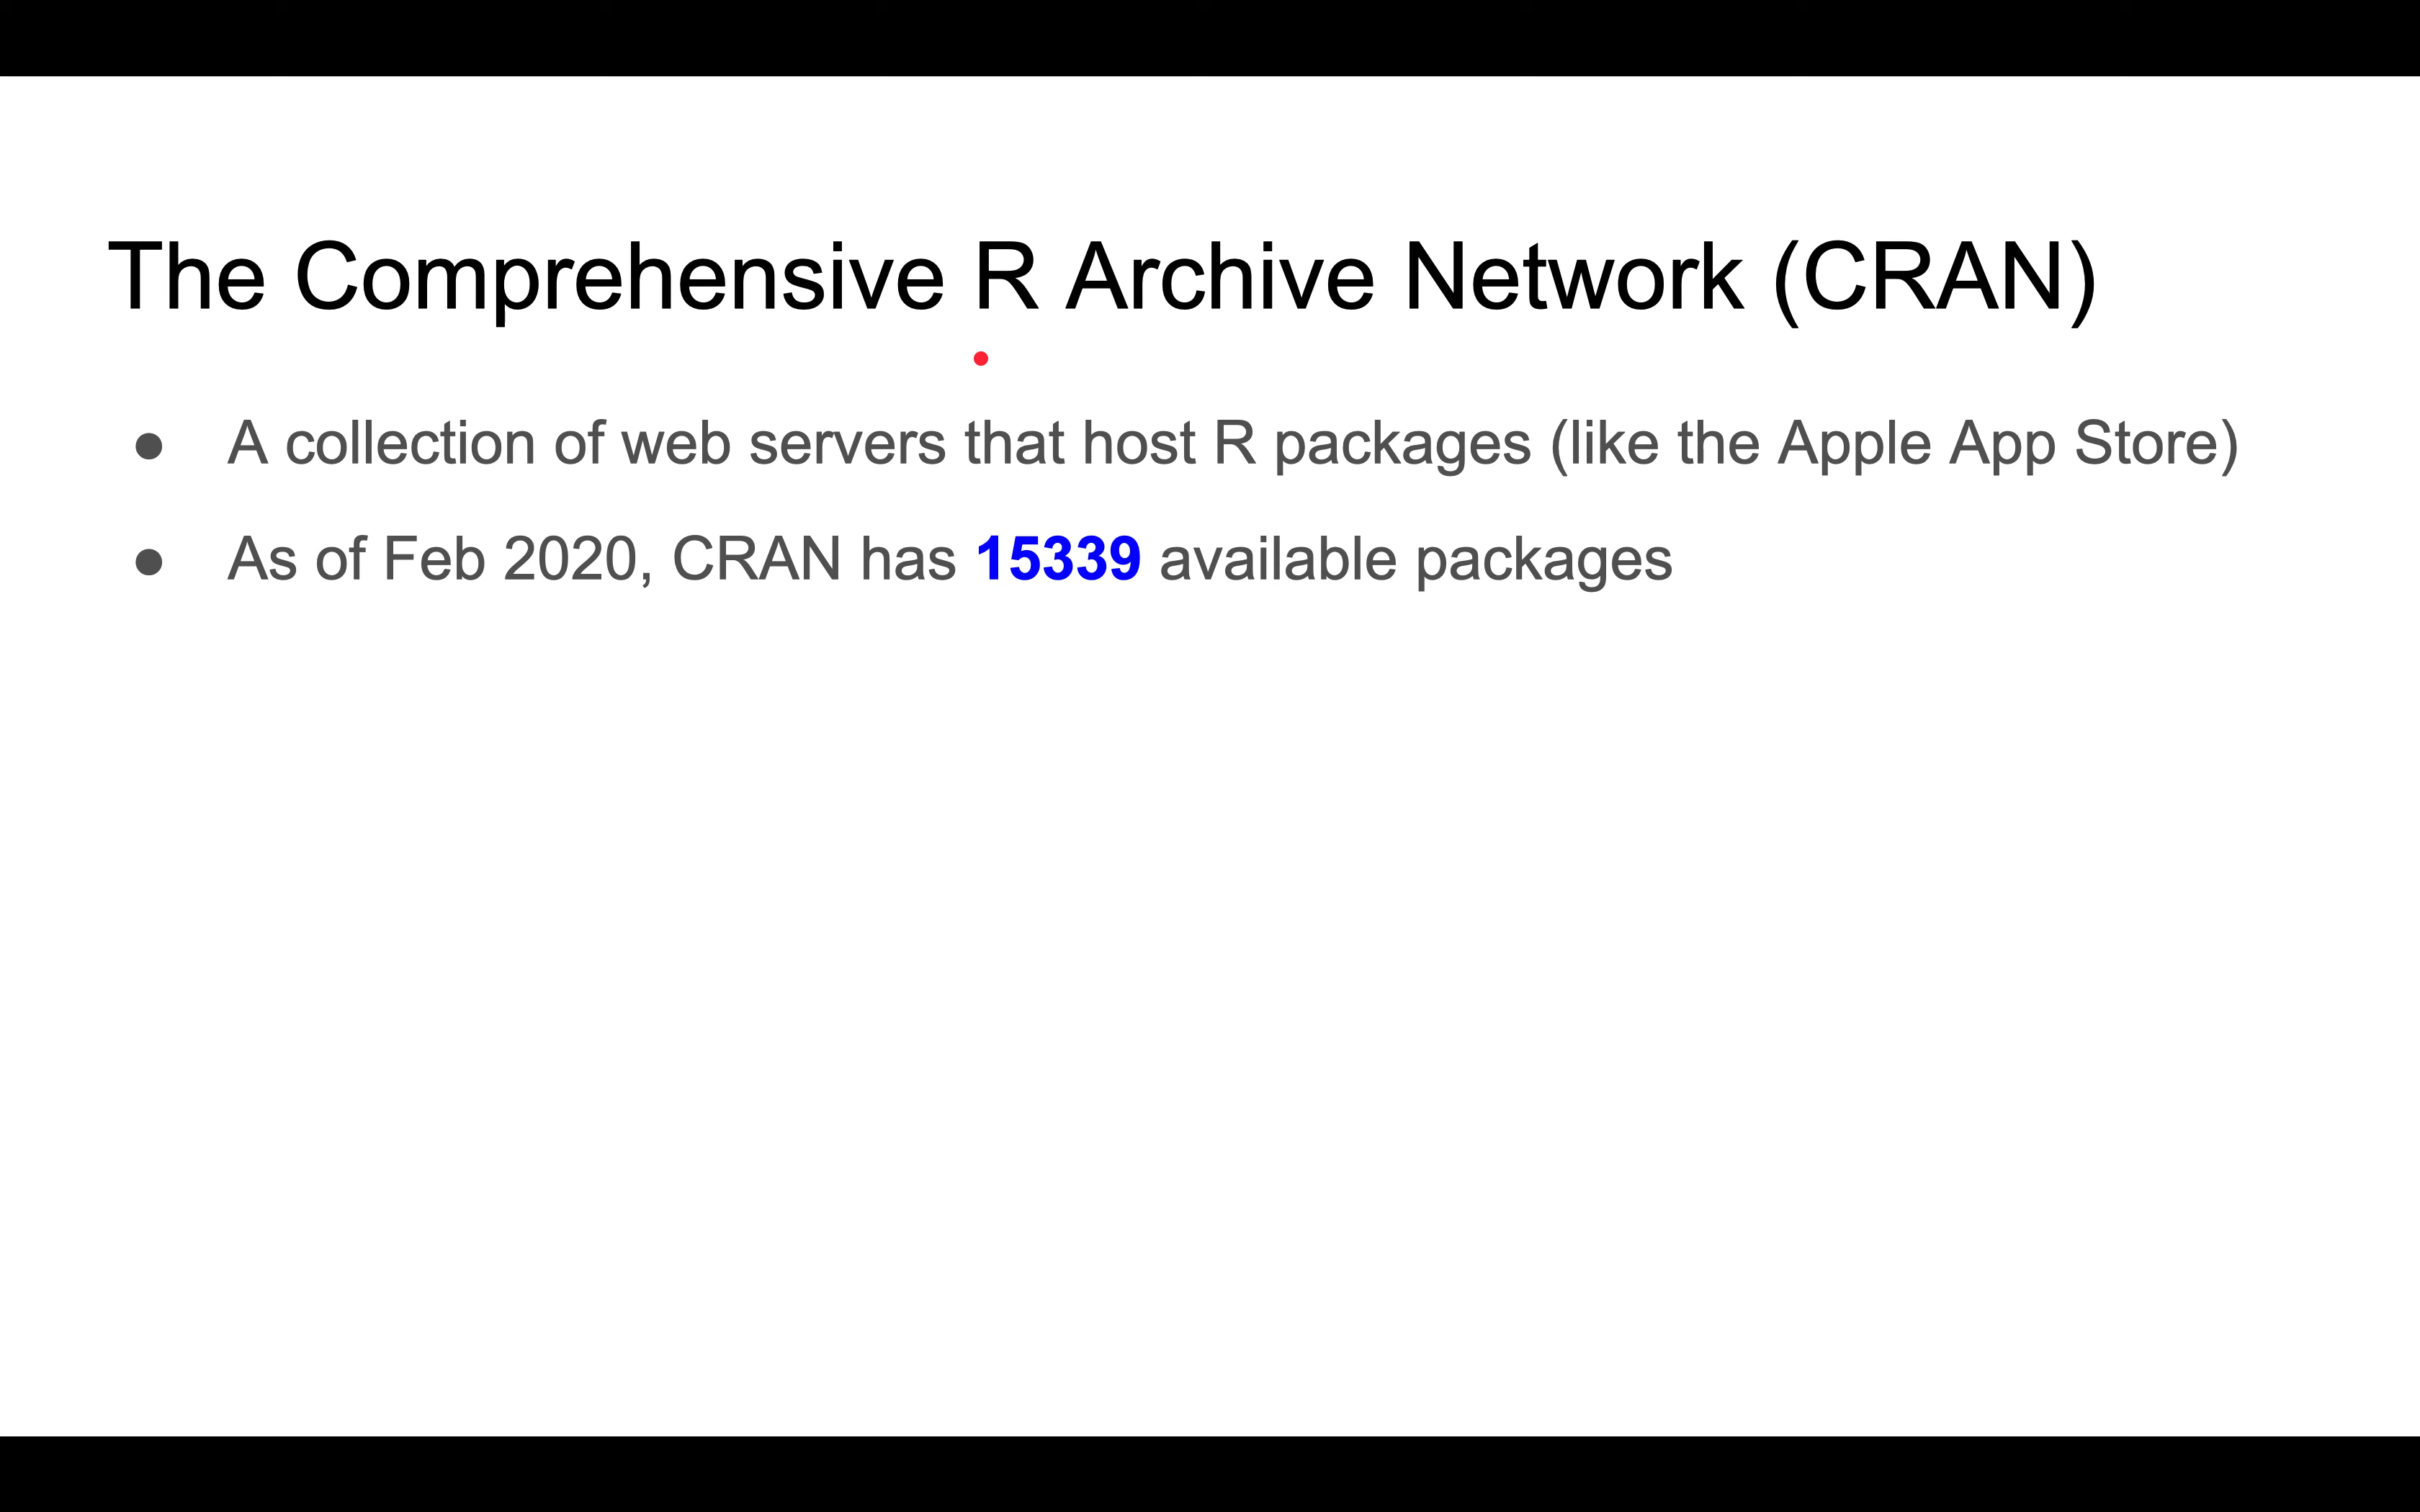 The Comprehensive R Archive Network (CRAN)
● A collection of web servers that host R packages (like the Apple App Store)
● As of Feb 2020, CRAN has 15339 available packages